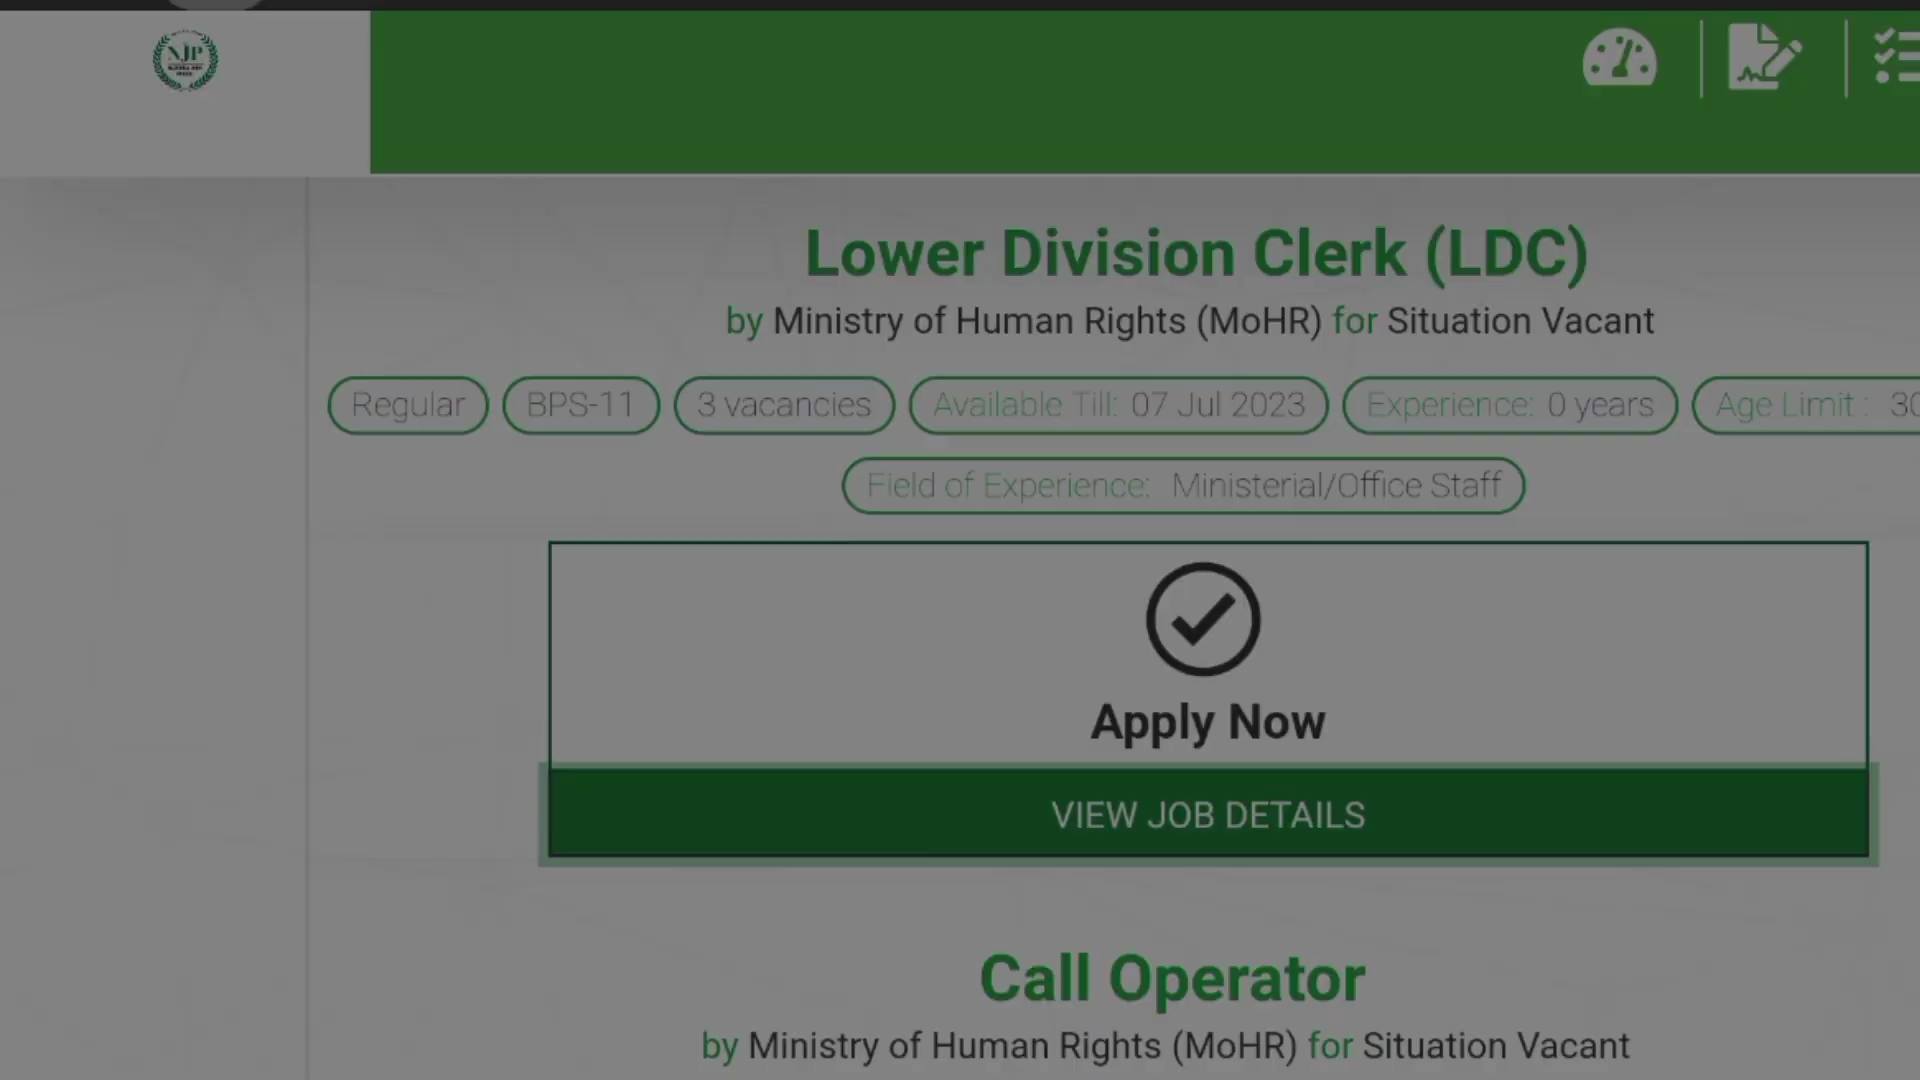 NJP
Lower Division Clerk (LDC)
by Ministry of Human Rights (MoHR) for Situation Vacant
Regular BPS-11 3 vacancies Available Till: 07 Jul 2023 Experience: 0 years Age Limit : 30
Field of Experience: Ministerial/Office Staff
Apply Now
VIEW JOB DETAILS
Call Operator
by Ministry of Human Rights (MoHR) for Situation Vacant